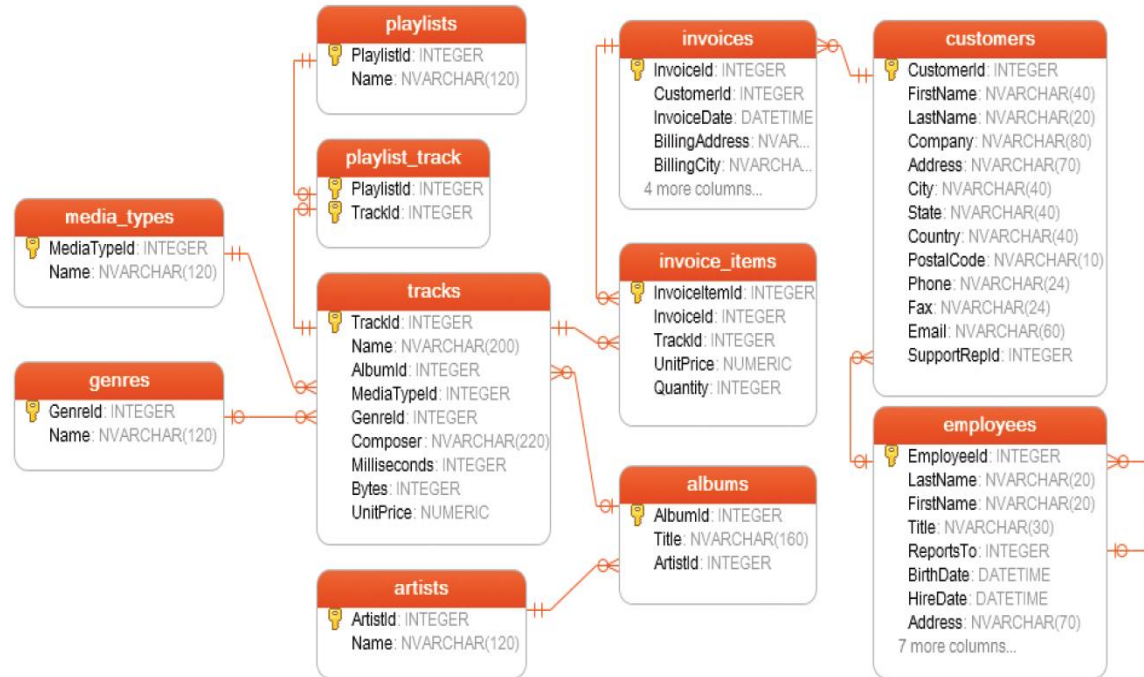 playlists
PlaylistId: INTEGER
Name: NVARCHAR(120)
playlist_track
PlaylistId: INTEGER
TrackId: INTEGER
media_types
MediaTypeId: INTEGER
Name: NVARCHAR(120)
genres
GenreId: INTEGER
Name: NVARCHAR(120)
tracks
TrackId: INTEGER
Name: NVARCHAR(200)
AlbumId: INTEGER
MediaTypeId: INTEGER
GenreId: INTEGER
Composer: NVARCHAR(220)
Milliseconds: INTEGER
Bytes: INTEGER
UnitPrice: NUMERIC
artists
ArtistId: INTEGER
Name: NVARCHAR(120)
invoices
InvoiceId: INTEGER
CustomerId: INTEGER
InvoiceDate: DATETIME
BillingAddress: NVAR...
BillingCity: NVARCHA...
4 more columns...
invoice_items
InvoiceItemId: INTEGER
InvoiceId: INTEGER
TrackId: INTEGER
UnitPrice: NUMERIC
Quantity: INTEGER
albums
AlbumId: INTEGER
Title: NVARCHAR(160)
ArtistId: INTEGER
customers
CustomerId: INTEGER
FirstName: NVARCHAR(40)
LastName: NVARCHAR(20)
Company: NVARCHAR(80)
Address: NVARCHAR(70)
City: NVARCHAR(40)
State: NVARCHAR(40)
Country: NVARCHAR(40)
PostalCode: NVARCHAR(10)
Phone: NVARCHAR(24)
Fax: NVARCHAR(24)
Email: NVARCHAR(60)
SupportRepId: INTEGER
employees
EmployeeId: INTEGER
LastName: NVARCHAR(20)
FirstName: NVARCHAR(20)
Title: NVARCHAR(30)
ReportsTo: INTEGER
BirthDate: DATETIME
HireDate: DATETIME
Address: NVARCHAR(70)
7 more columns...